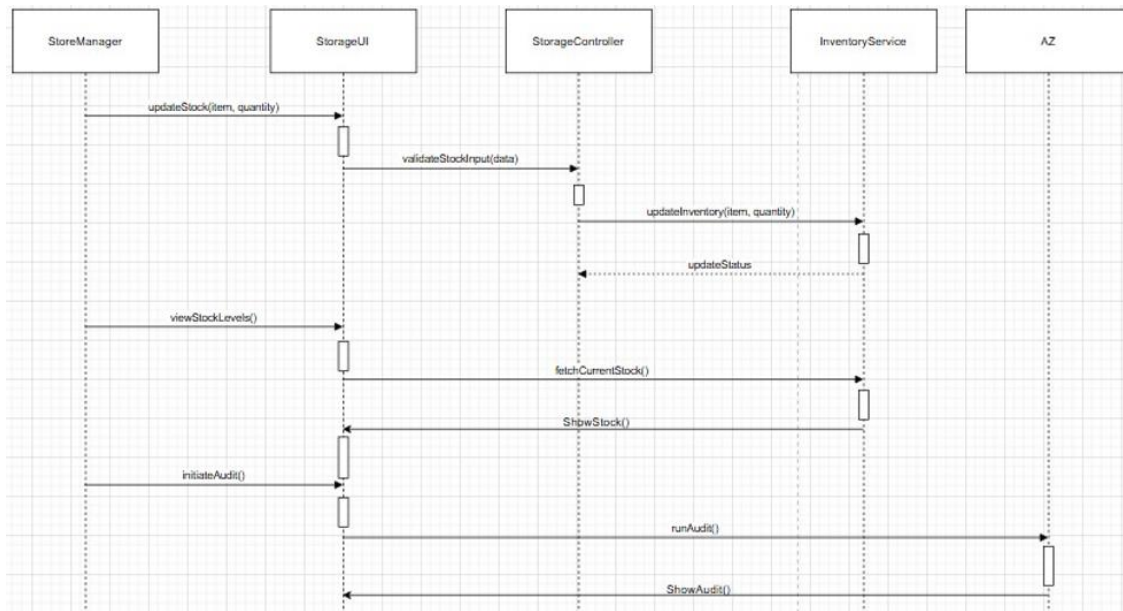 StoreManager
StorageUI
StorageController
InventoryService
AZ
updateStock(item, quantity)
validateStockInput(data)
updateInventory(item, quantity)
updateStatus
viewStockLevels()
fetchCurrentStock()
ShowStock()
initiateAudit()
runAudit()
ShowAudit()